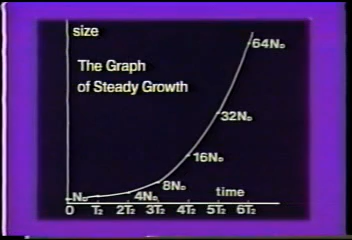 size
The Graph
of Steady Growth
64N₀
32N₀
16N₀
8N₀
4N₀
N₀
time
0 T₂ 2T₂ 3T₂ 4T₂ 5T₂ 6T₂